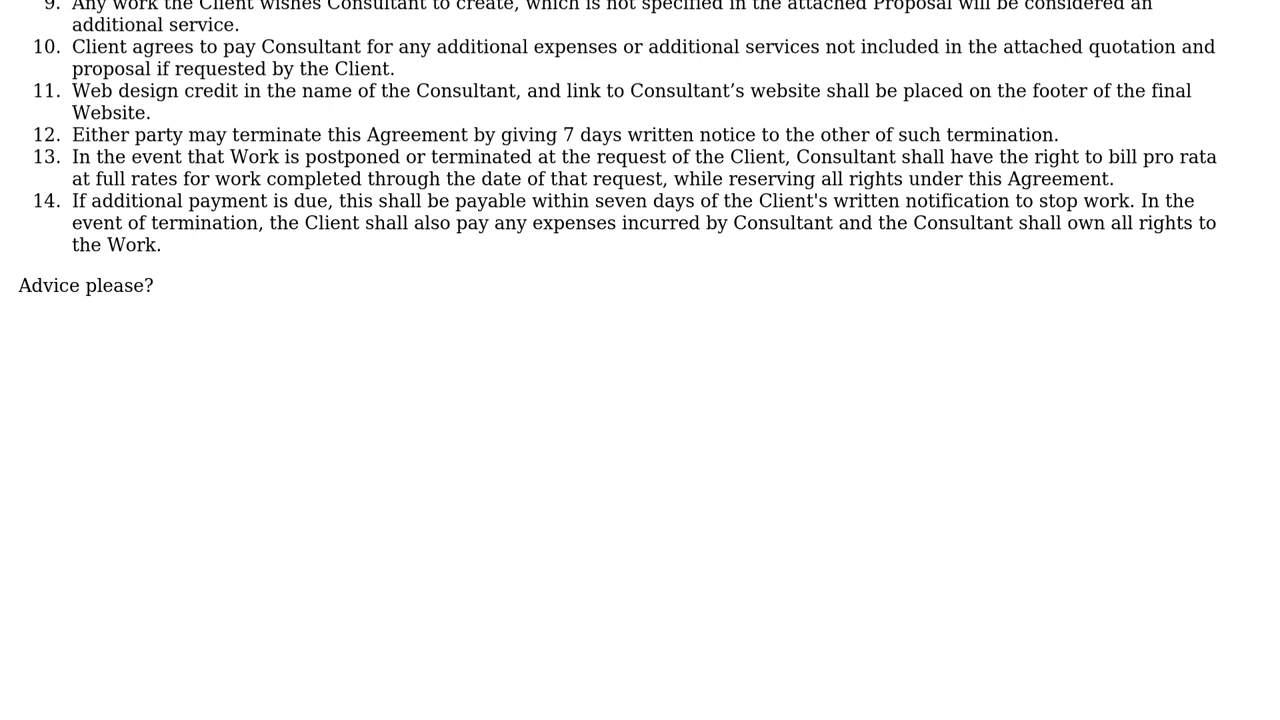 9. Any work the Client wishes Consultant to create, which is not specified in the attached Proposal will be considered an
additional service.
10. Client agrees to pay Consultant for any additional expenses or additional services not included in the attached quotation and
proposal if requested by the Client.
11. Web design credit in the name of the Consultant, and link to Consultant’s website shall be placed on the footer of the final
Website.
12. Either party may terminate this Agreement by giving 7 days written notice to the other of such termination.
13. In the event that Work is postponed or terminated at the request of the Client, Consultant shall have the right to bill pro rata
at full rates for work completed through the date of that request, while reserving all rights under this Agreement.
14. If additional payment is due, this shall be payable within seven days of the Client's written notification to stop work. In the
event of termination, the Client shall also pay any expenses incurred by Consultant and the Consultant shall own all rights to
the Work.
Advice please?